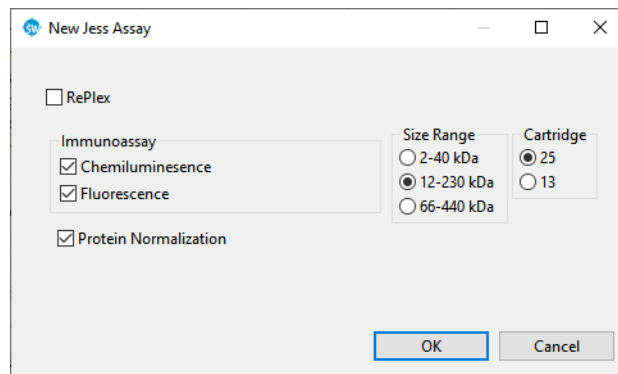 SW New Jess Assay
RePlex
Immunoassay
Chemiluminesence
Fluorescence
Protein Normalization
Size Range
2-40 kDa
12-230 kDa
66-440 kDa
Cartridge
25
13
OK
Cancel